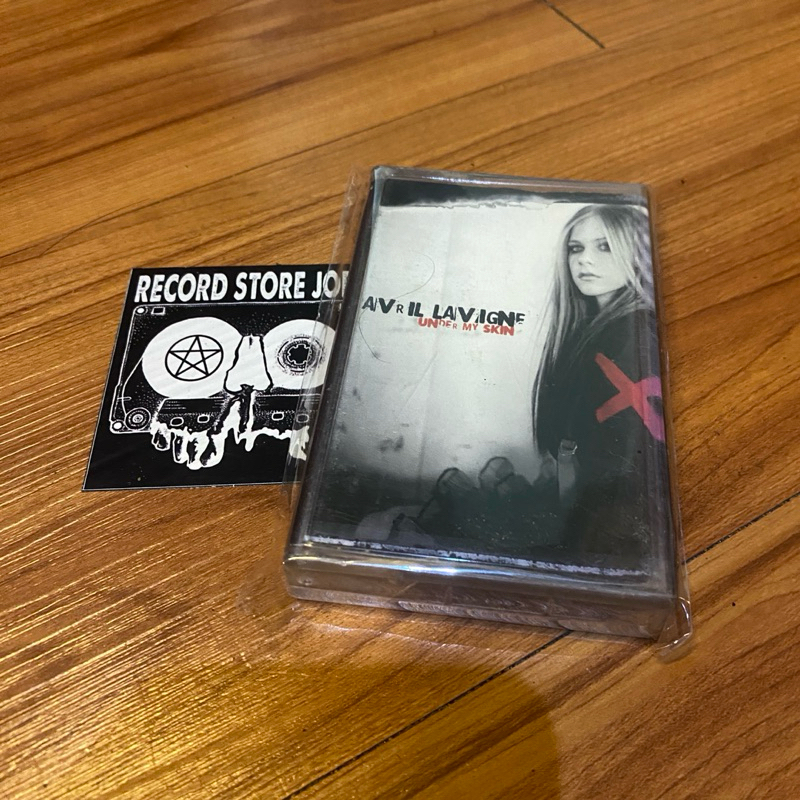 RECORD STORE JO
AVRIL LAVIGNE
UNDER MY SKIN